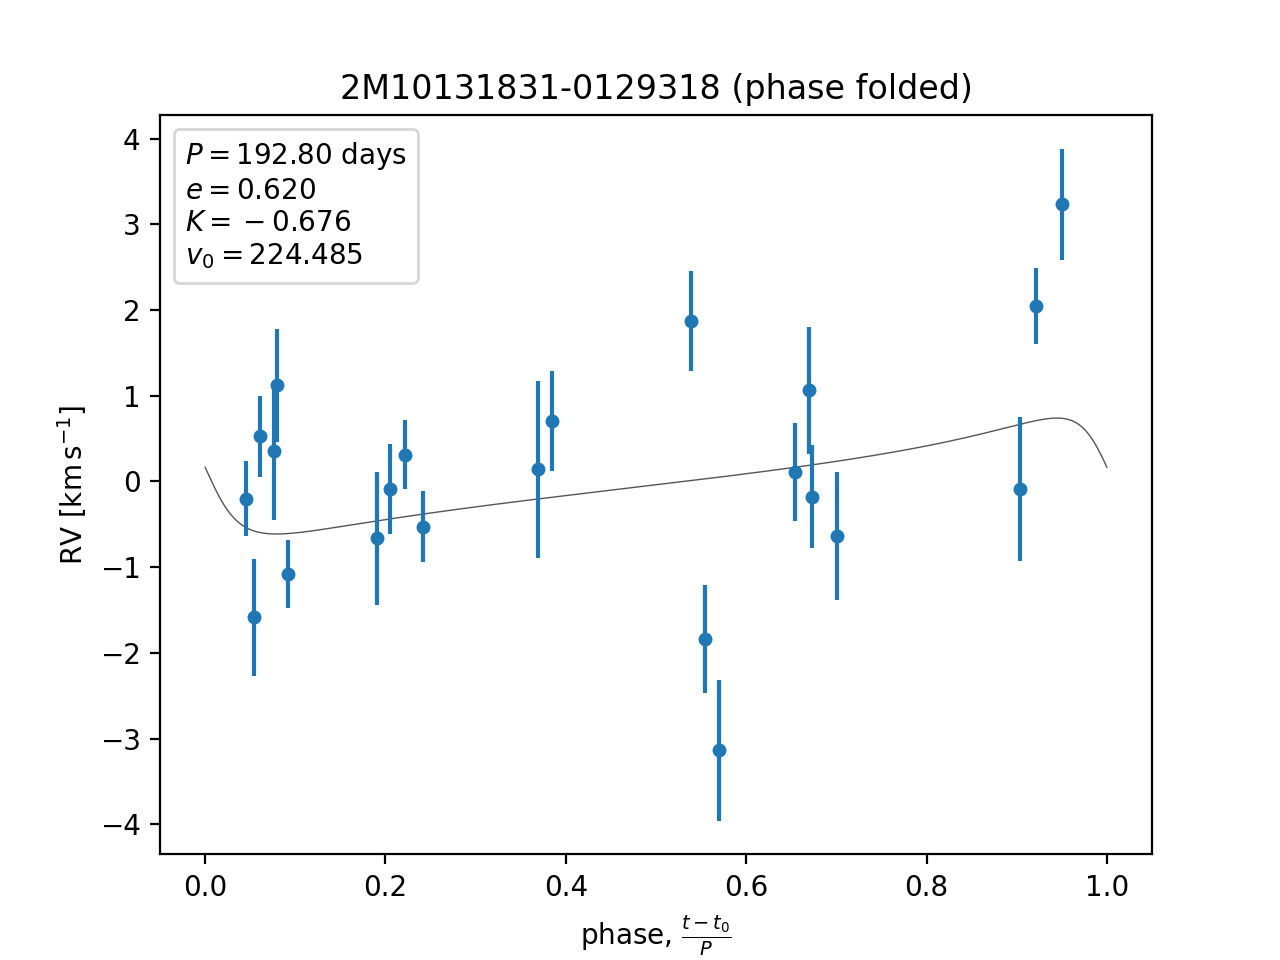 2M10131831-0129318 (phase folded)
P = 192.80 days
e = 0.620
K = −0.676
v₀ = 224.485
4
3
2
1
0
−1
−2
−3
−4
RV [km s⁻¹]
0.0 0.2 0.4 0.6 0.8 1.0
phase, (t − t₀)/P